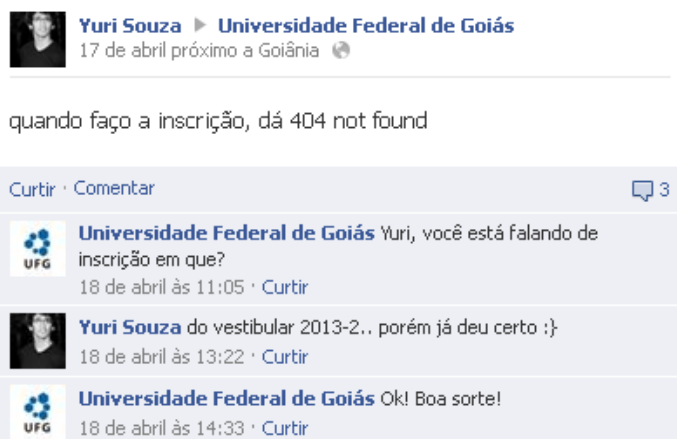 Yuri Souza ▶ Universidade Federal de Goiás
17 de abril próximo a Goiânia
quando faço a inscrição, dá 404 not found
Curtir · Comentar 3
UFG
Universidade Federal de Goiás Yuri, você está falando de
inscrição em que?
18 de abril às 11:05 · Curtir
Yuri Souza do vestibular 2013-2.. porém já deu certo :}
18 de abril às 13:22 · Curtir
UFG
Universidade Federal de Goiás Ok! Boa sorte!
18 de abril às 14:33 · Curtir